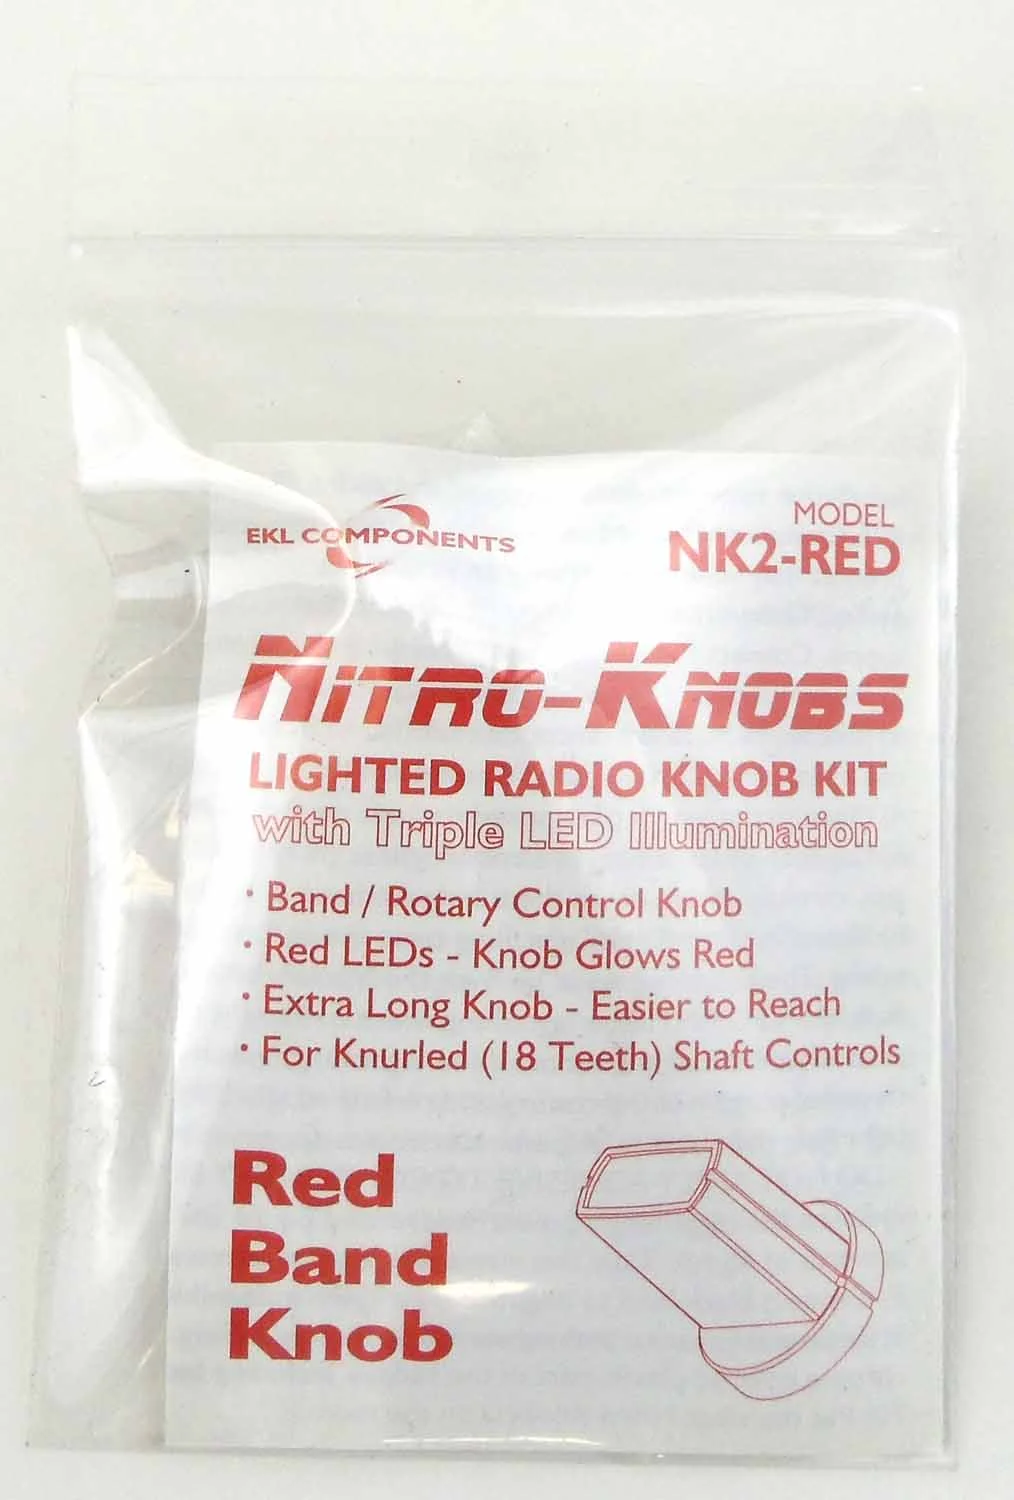 EKL COMPONENTS
MODEL
NK2-RED
NITRO-KNOBS
LIGHTED RADIO KNOB KIT
with Triple LED Illumination
· Band / Rotary Control Knob
· Red LEDs - Knob Glows Red
· Extra Long Knob - Easier to Reach
· For Knurled (18 Teeth) Shaft Controls
Red
Band
Knob